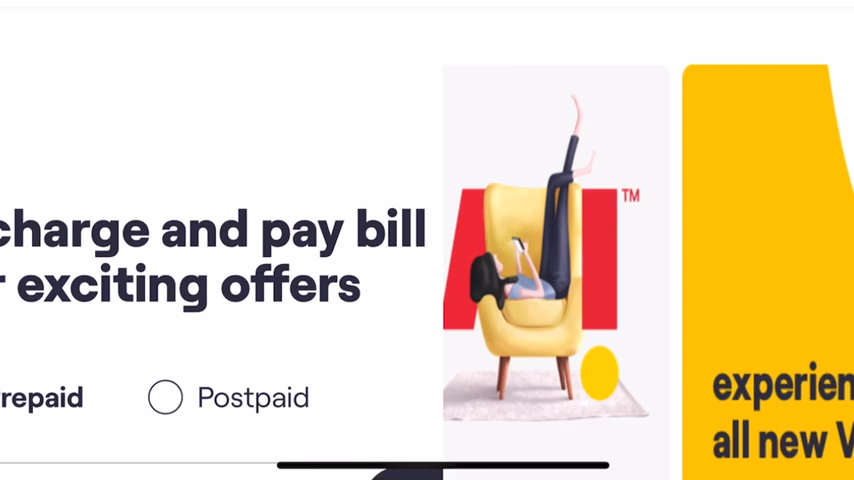 charge and pay bill
exciting offers
repaid
Postpaid
TM
experien
all new V